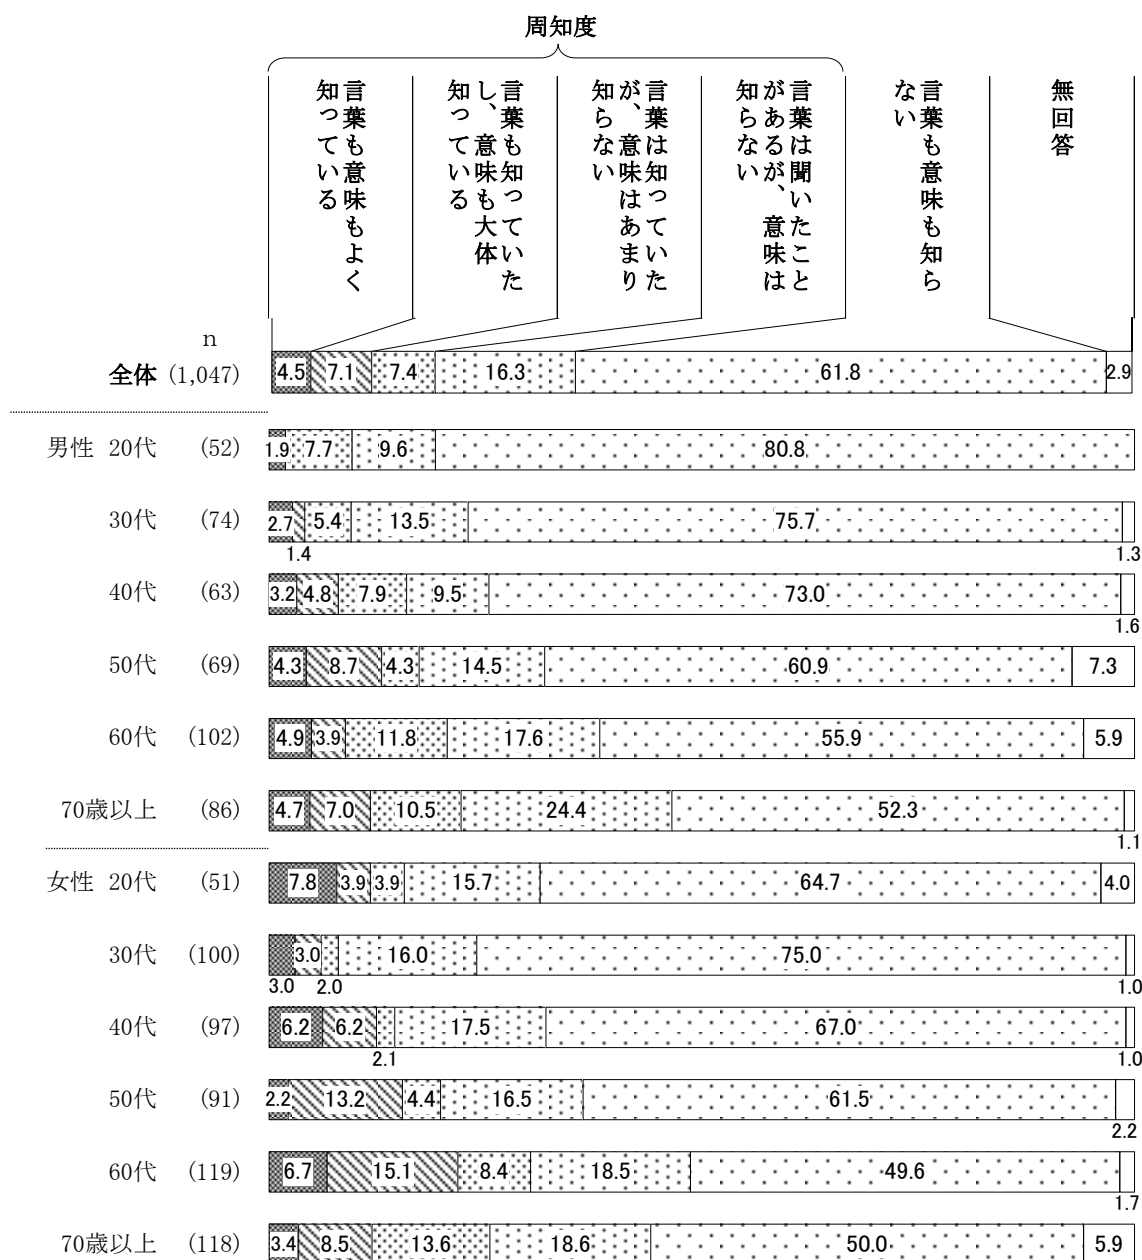 周知度
言葉も意味もよく
知っている
言葉も知っていた
し、意味も大体
知っている
言葉は知っていた
が、意味はあまり
知らない
言葉は聞いたこと
があるが、意味は
知らない
言葉も意味も知ら
ない
無回答
n
全体 (1,047) 4.5 7.1 7.4 16.3 61.8 2.9
男性 20代 (52) 1.9 7.7 9.6 80.8
30代 (74) 2.7 5.4 13.5 75.7
1.4 1.3
40代 (63) 3.2 4.8 7.9 9.5 73.0
1.6
50代 (69) 4.3 8.7 4.3 14.5 60.9 7.3
60代 (102) 4.9 3.9 11.8 17.6 55.9 5.9
70歳以上 (86) 4.7 7.0 10.5 24.4 52.3
1.1
女性 20代 (51) 7.8 3.9 3.9 15.7 64.7 4.0
30代 (100) 3.0 16.0 75.0
3.0 2.0 1.0
40代 (97) 6.2 6.2 17.5 67.0
2.1 1.0
50代 (91) 2.2 13.2 4.4 16.5 61.5
2.2
60代 (119) 6.7 15.1 8.4 18.5 49.6
1.7
70歳以上 (118) 3.4 8.5 13.6 18.6 50.0 5.9